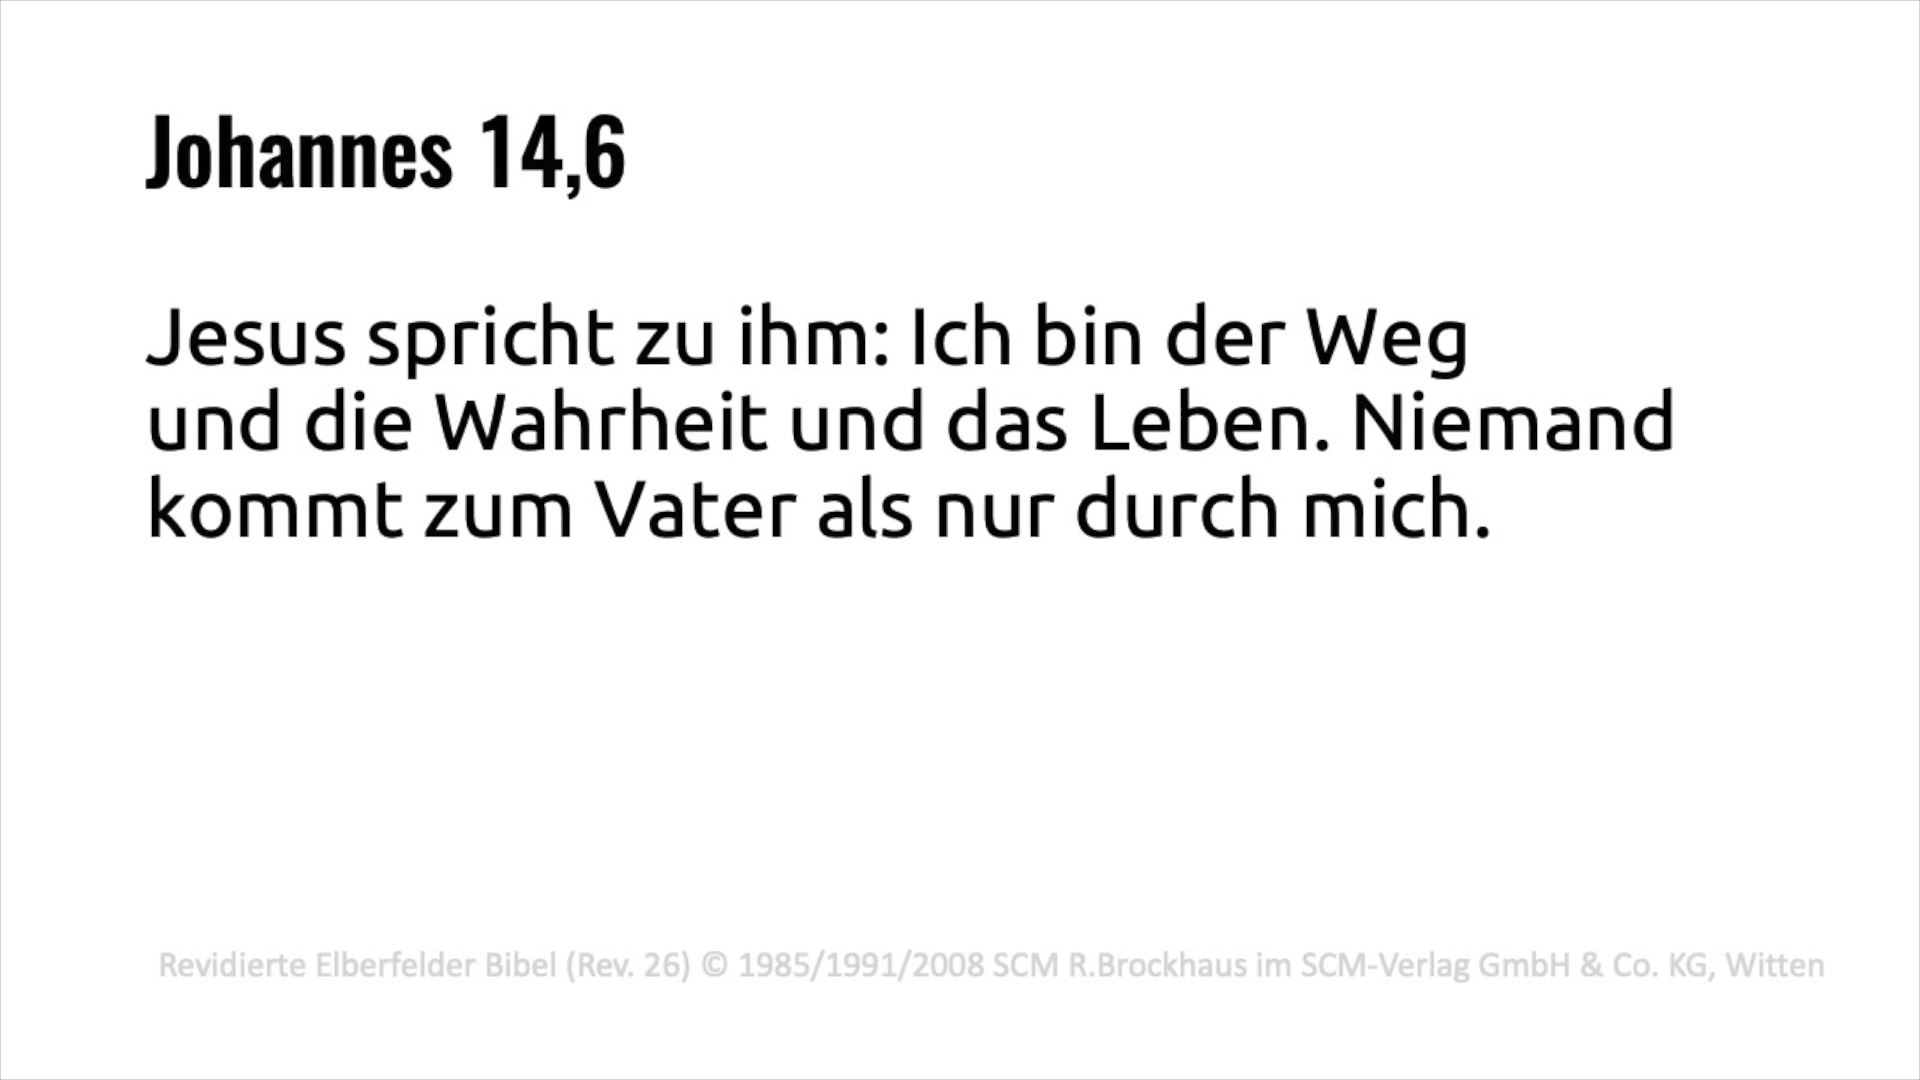 Johannes 14,6
Jesus spricht zu ihm: Ich bin der Weg
und die Wahrheit und das Leben. Niemand
kommt zum Vater als nur durch mich.
Revidierte Elberfelder Bibel (Rev. 26) © 1985/1991/2008 SCM R.Brockhaus im SCM-Verlag GmbH & Co. KG, Witten